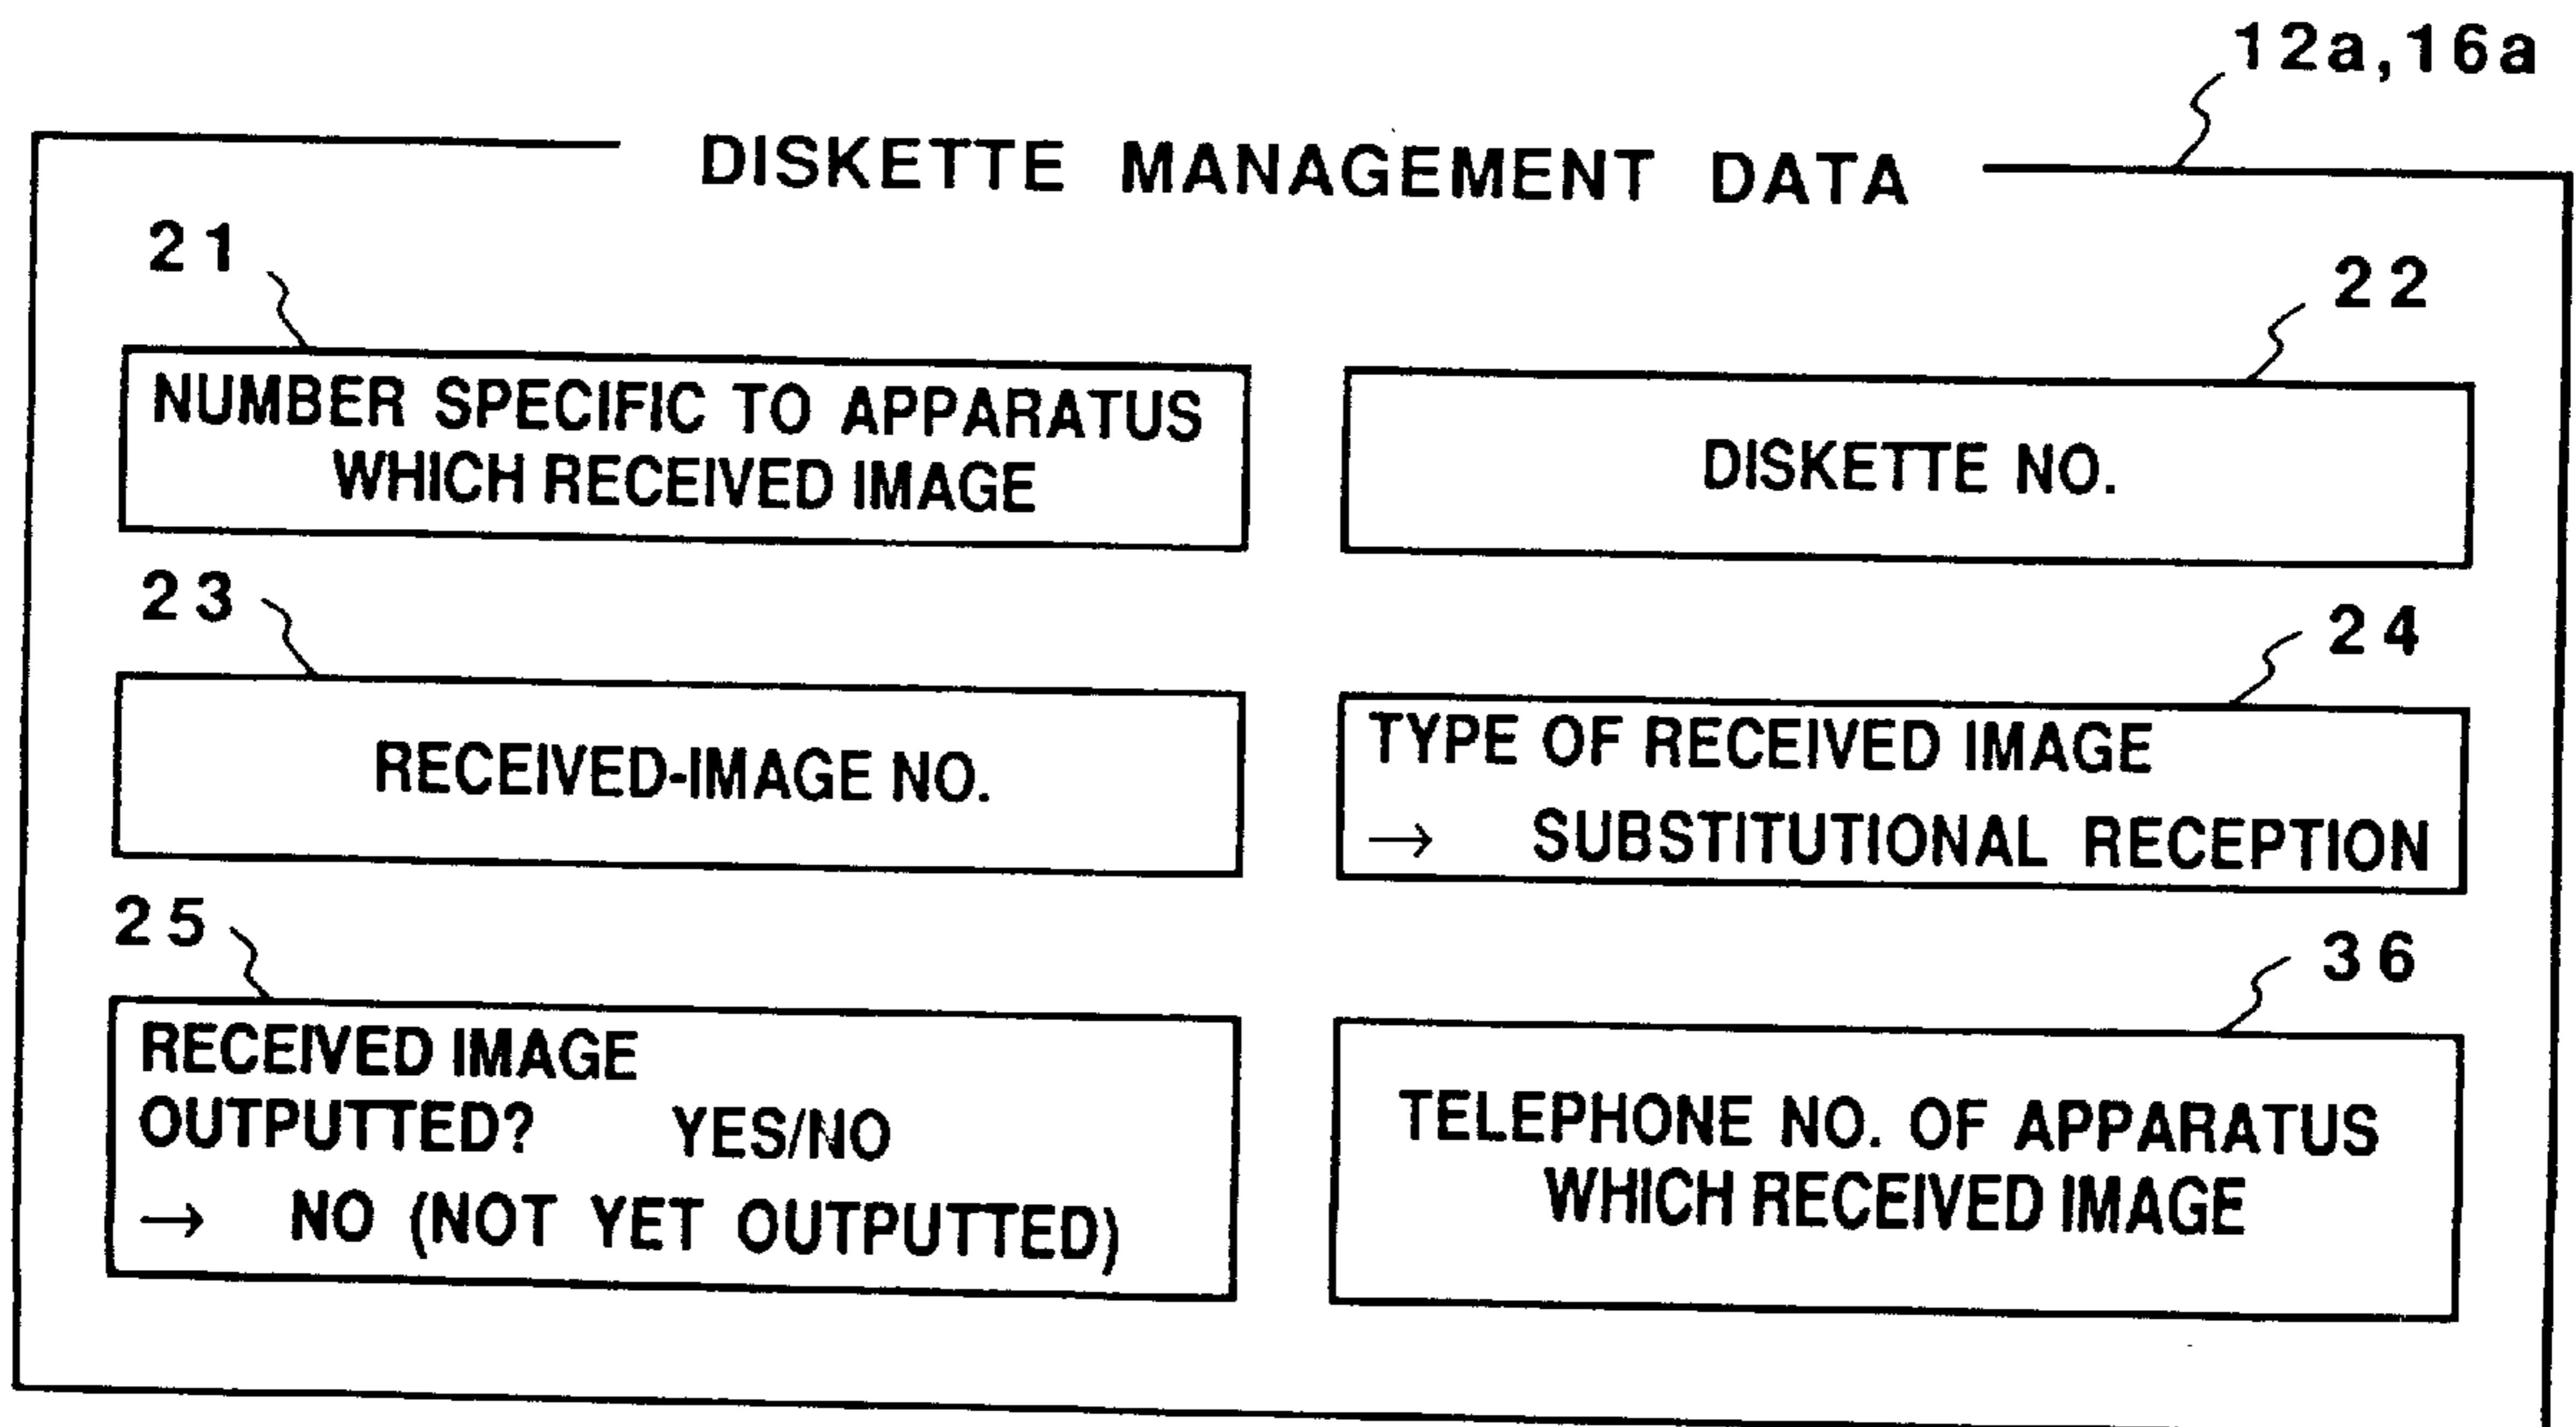 12a,16a
DISKETTE MANAGEMENT DATA
21
22
NUMBER SPECIFIC TO APPARATUS
WHICH RECEIVED IMAGE
DISKETTE NO.
23
24
RECEIVED-IMAGE NO.
TYPE OF RECEIVED IMAGE
→ SUBSTITUTIONAL RECEPTION
25
36
RECEIVED IMAGE
OUTPUTTED? YES/NO
→ NO (NOT YET OUTPUTTED)
TELEPHONE NO. OF APPARATUS
WHICH RECEIVED IMAGE